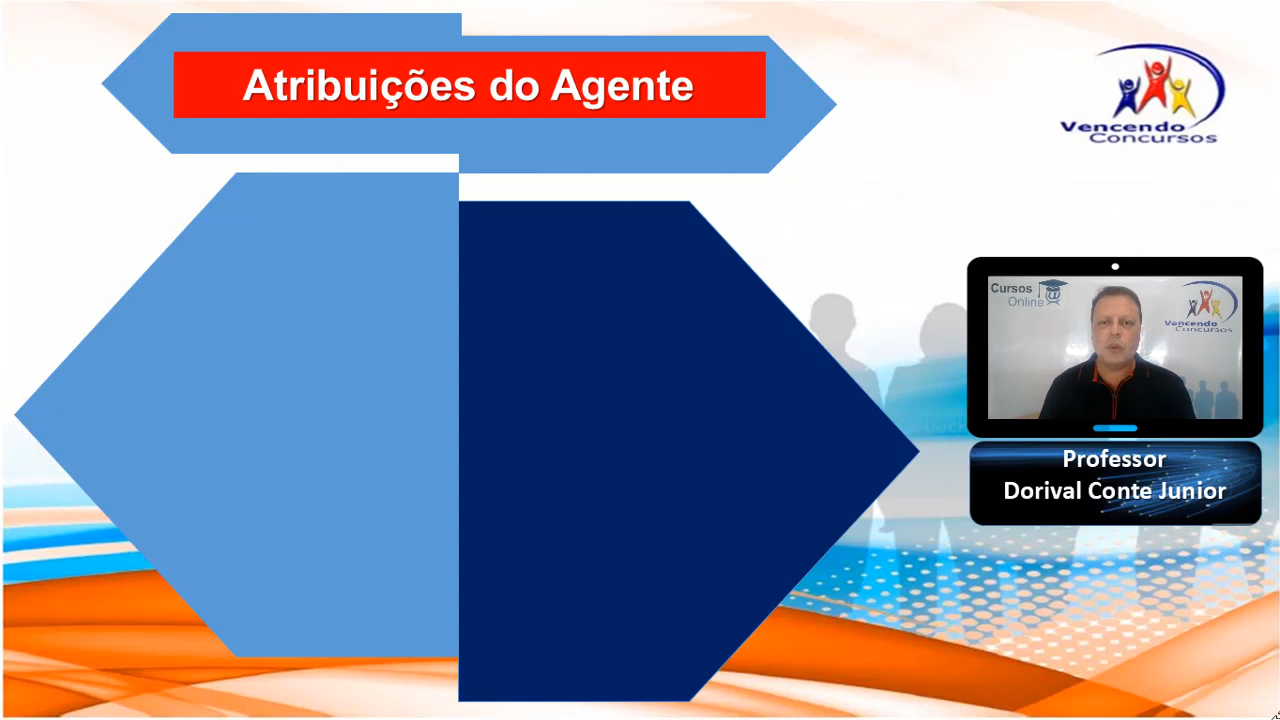 Atribuições do Agente
Vencendo
Concursos
Cursos
Online
Vencendo
Concursos
Professor
Dorival Conte Junior